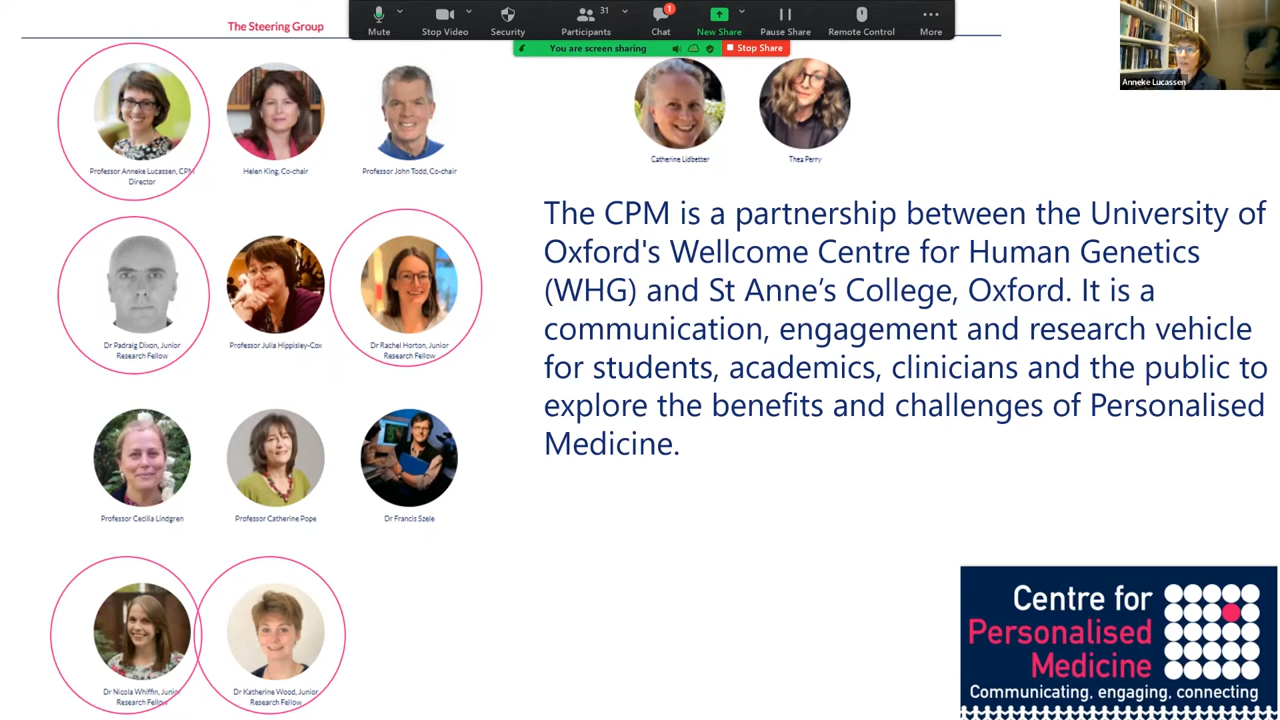 The Steering Group
Mute
Stop Video
Security
31
Participants
1
Chat
New Share
Pause Share
Remote Control
More
You are screen sharing
Stop Share
Anneke Lucassen
Professor Anneke Lucassen, CPM
Director
Helen King, Co-chair
Professor John Todd, Co-chair
Catherine Lidbetter
Thea Perry
Dr Padraig Dixon, Junior
Research Fellow
Professor Julia Hippisley-Cox
Dr Rachel Horton, Junior
Research Fellow
Professor Cecilia Lindgren
Professor Catherine Pope
Dr Francis Szele
Dr Nicola Whiffin, Junior
Research Fellow
Dr Katherine Wood, Junior
Research Fellow
The CPM is a partnership between the University of
Oxford's Wellcome Centre for Human Genetics
(WHG) and St Anne’s College, Oxford. It is a
communication, engagement and research vehicle
for students, academics, clinicians and the public to
explore the benefits and challenges of Personalised
Medicine.
Centre for
Personalised
Medicine
Communicating, engaging, connecting